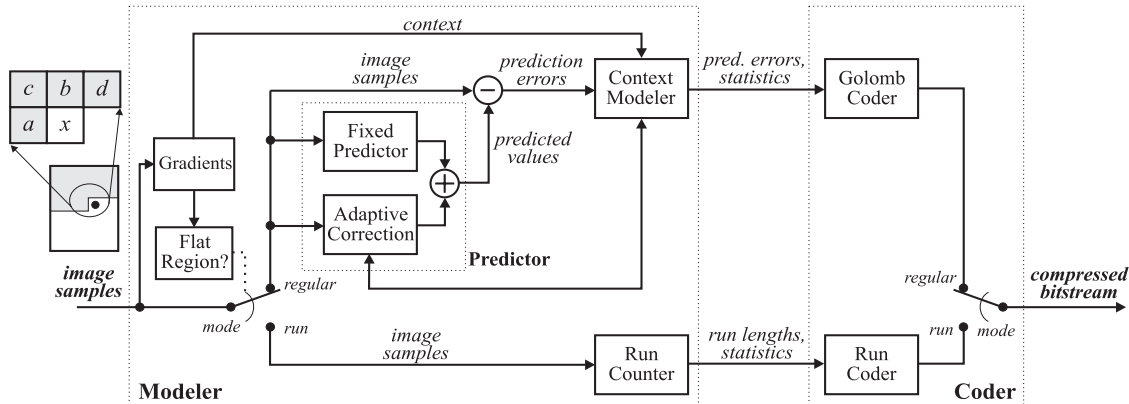 context
image
samples
prediction
errors
Context
Modeler
pred. errors,
statistics
Golomb
Coder
c b d
a x
Gradients
Fixed
Predictor
predicted
values
− 
+
Adaptive
Correction
Flat
Region?
Predictor
image
samples
regular
mode
run
image
samples
Run
Counter
run lengths,
statistics
Run
Coder
regular
run
mode
compressed
bitstream
Modeler
Coder